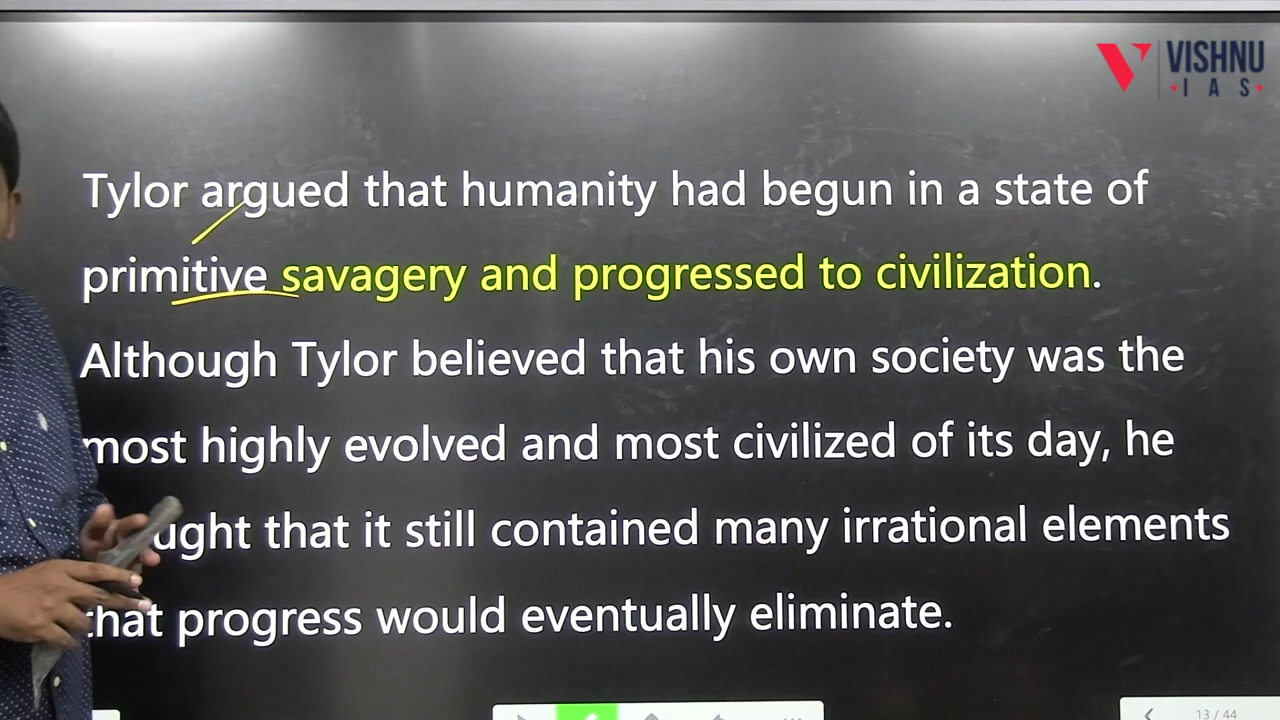 VISHNU
IAS
Tylor argued that humanity had begun in a state of
primitive savagery and progressed to civilization.
Although Tylor believed that his own society was the
most highly evolved and most civilized of its day, he
that it still contained many irrational elements
that progress would eventually eliminate.
13 / 44